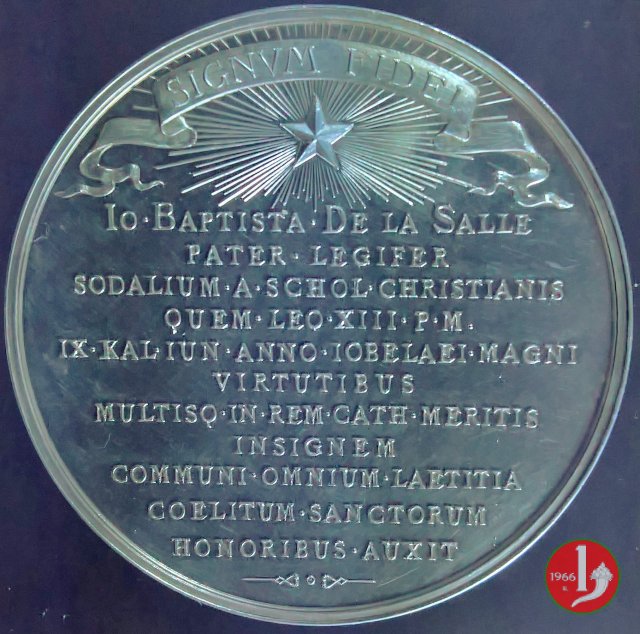 SIGNVM FIDEI
IO·BAPTISTA·DE LA SALLE
PATER·LEGIFER
SODALIUM·A·SCHOL·CHRISTIANIS
QUEM·LEO·XIII·P·M.
IX·KAL·IUN·ANNO·IOBELAEI·MAGNI
VIRTUTIBUS
MULTISQ·IN·REM·CATH·MERITIS
INSIGNEM
COMMUNI·OMNIUM·LAETITIA
COELITUM·SANCTORUM
HONORIBUS·AUXIT
1966